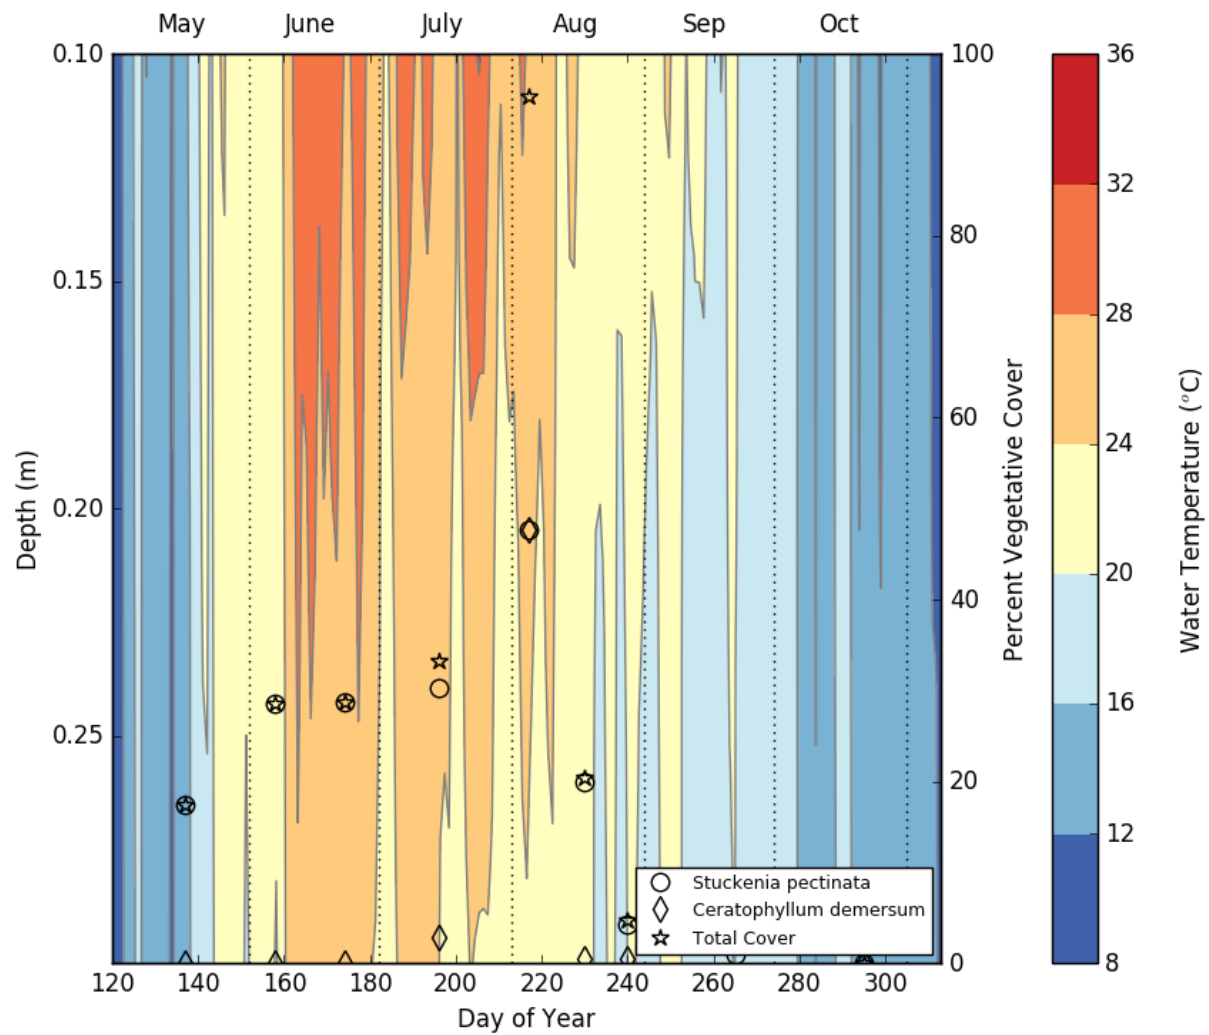 May June July Aug Sep Oct
0.10 100 36
32
80
0.15
28
60
24
0.20
20
40
16
0.25
20
12
0 8
Depth (m)
Percent Vegetative Cover
Water Temperature (°C)
Stuckenia pectinata
Ceratophyllum demersum
Total Cover
120 140 160 180 200 220 240 260 280 300
Day of Year